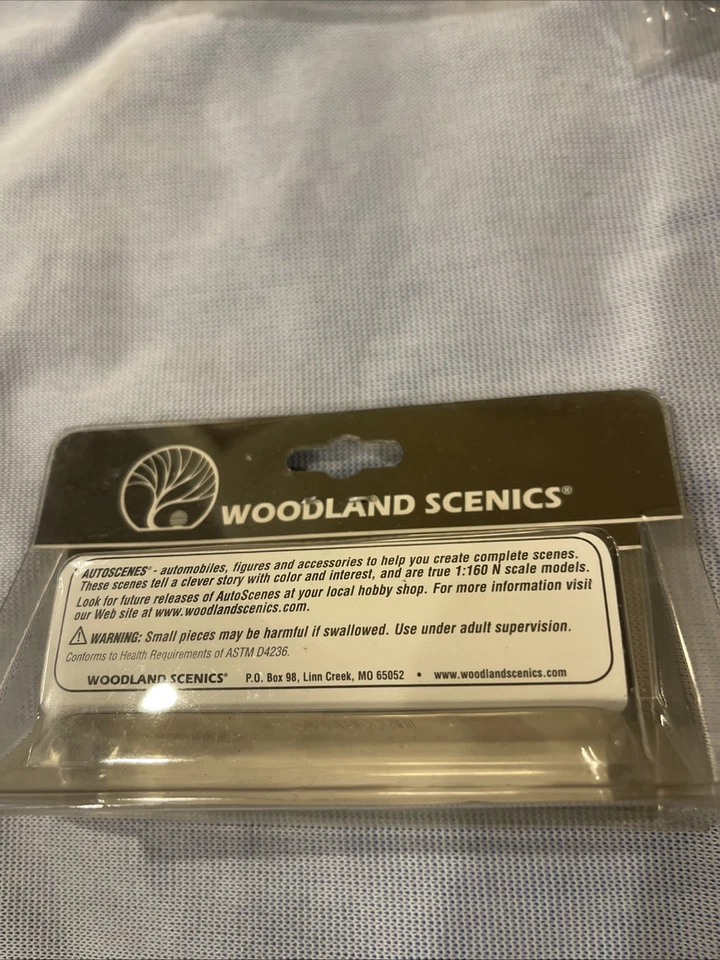 WOODLAND SCENICS®
AUTOSCENES® - automobiles, figures and accessories to help you create complete scenes.
These scenes tell a clever story with color and interest, and are true 1:160 N scale models.
Look for future releases of AutoScenes at your local hobby shop. For more information visit
our Web site at www.woodlandscenics.com.
⚠ WARNING: Small pieces may be harmful if swallowed. Use under adult supervision.
Conforms to Health Requirements of ASTM D4236.
WOODLAND SCENICS® P.O. Box 98, Linn Creek, MO 65052 • www.woodlandscenics.com